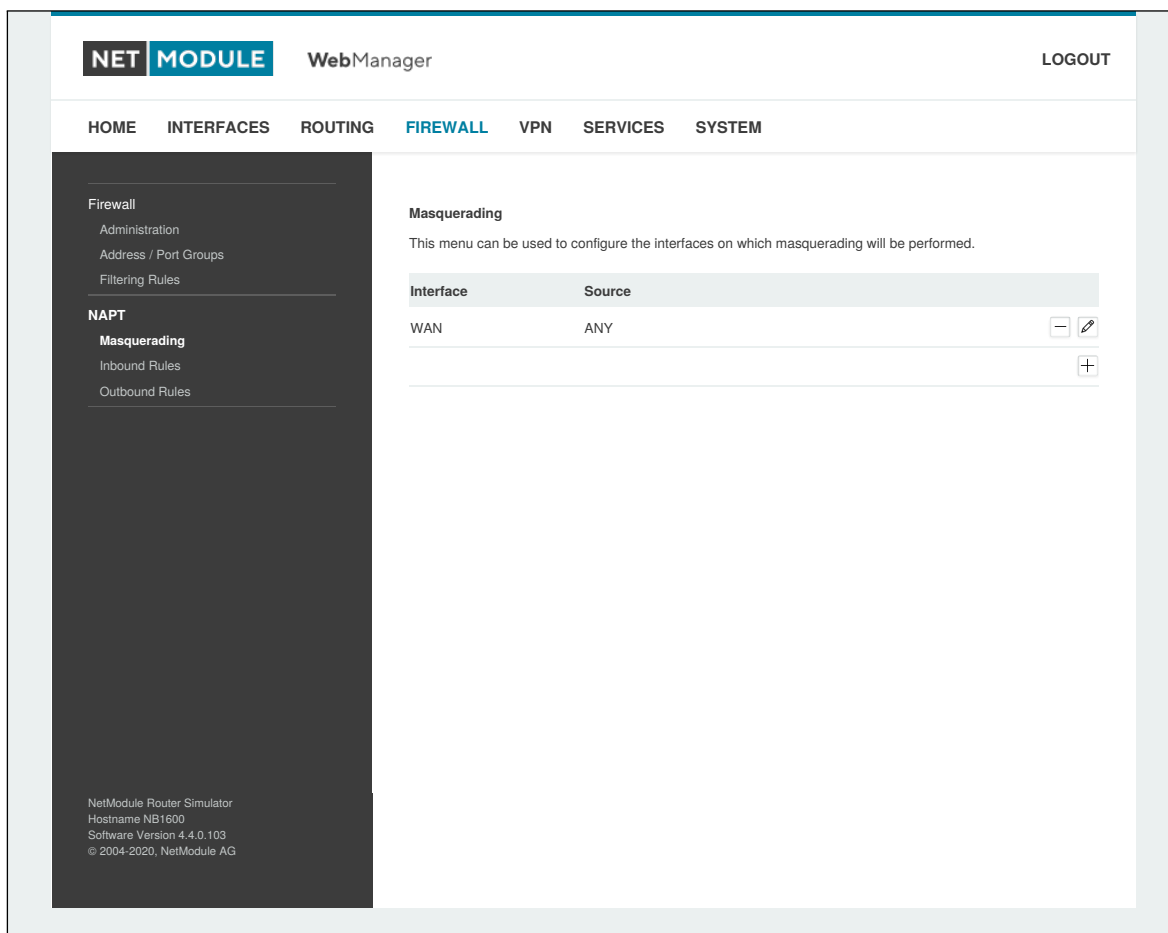 NET MODULE WebManager LOGOUT
HOME INTERFACES ROUTING FIREWALL VPN SERVICES SYSTEM
Firewall
Administration
Address / Port Groups
Filtering Rules
NAPT
Masquerading
Inbound Rules
Outbound Rules
Masquerading
This menu can be used to configure the interfaces on which masquerading will be performed.
Interface Source
WAN ANY
NetModule Router Simulator
Hostname NB1600
Software Version 4.4.0.103
© 2004-2020, NetModule AG